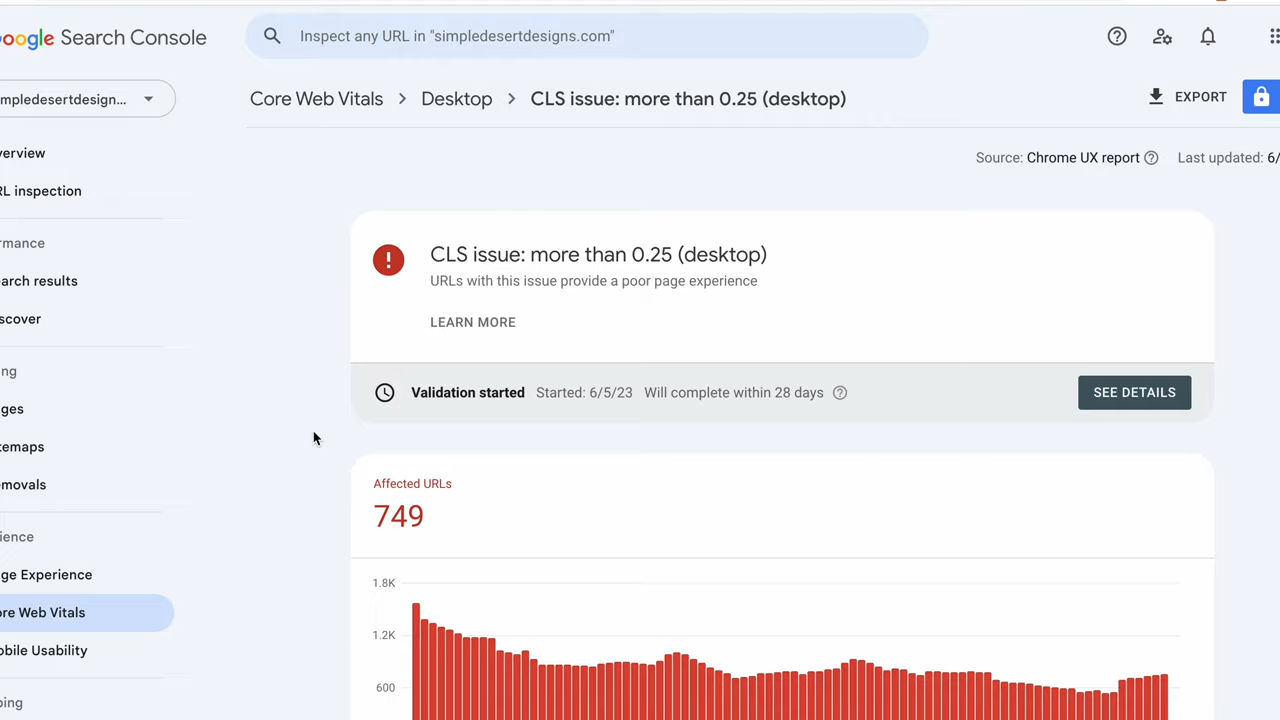 oogle Search Console
Inspect any URL in "simpledesertdesigns.com"
mpledesertdesign...
Core Web Vitals > Desktop > CLS issue: more than 0.25 (desktop)
EXPORT
verview
Source: Chrome UX report
Last updated: 6/
RL inspection
rmance
CLS issue: more than 0.25 (desktop)
URLs with this issue provide a poor page experience
earch results
scover
LEARN MORE
ng
Validation started Started: 6/5/23 Will complete within 28 days
SEE DETAILS
ges
temaps
emovals
Affected URLs
749
ience
ge Experience
1.8K
ore Web Vitals
1.2K
obile Usability
600
ping